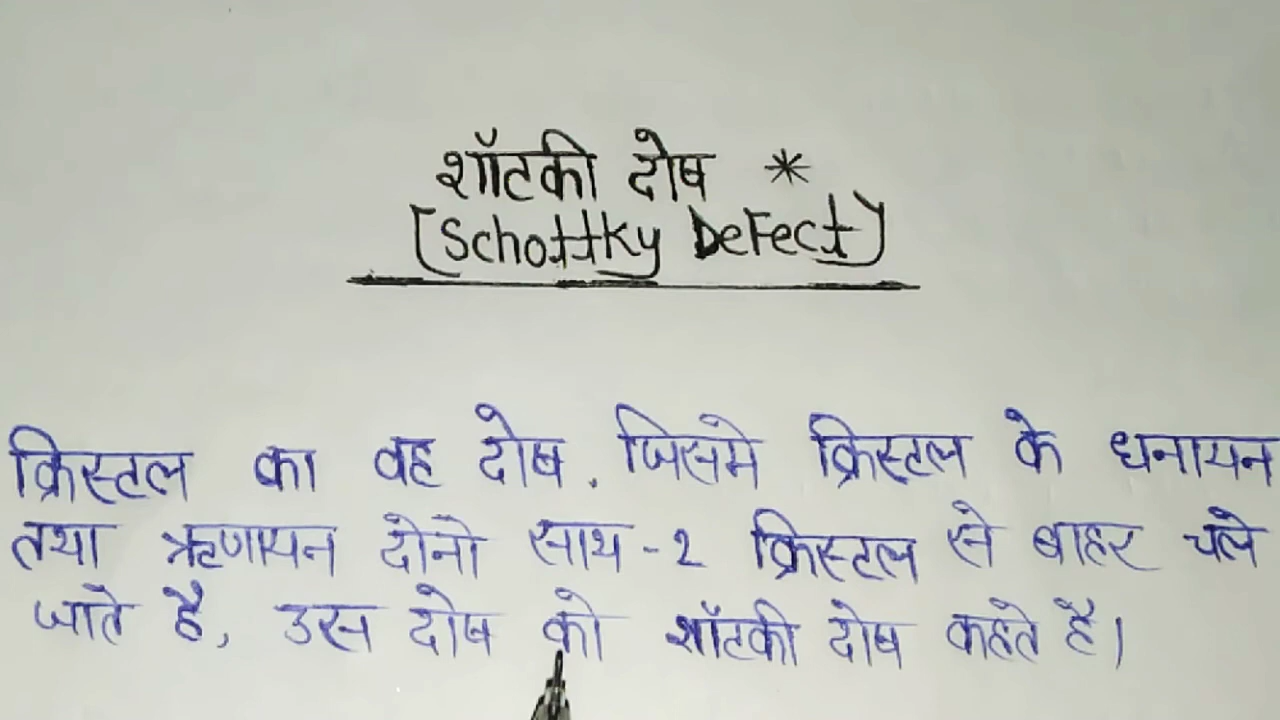 शॉटकी दोष *
[Schottky Defect)
क्रिस्टल का वह दोष, जिसमे क्रिस्टल के धनायन
तथा ऋणायन दोनो साथ-2 क्रिस्टल से बाहर चले
जाते है, उस दोष को शॉटकी दोष कहते है।